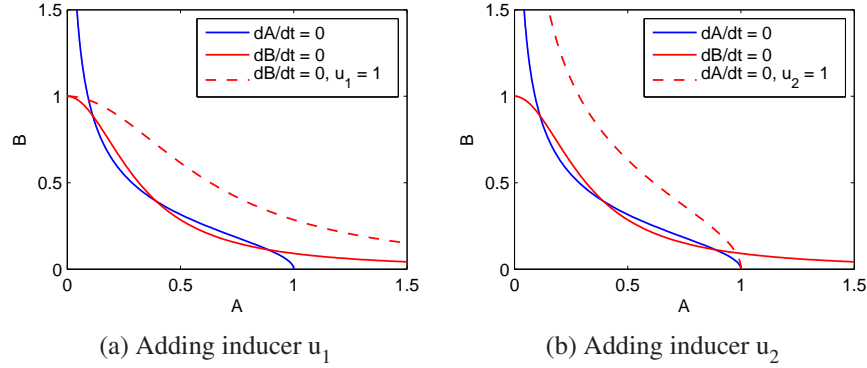 1.5
1
0.5
0
B
0
0.5
1
1.5
A
dA/dt = 0
dB/dt = 0
dB/dt = 0, u₁ = 1
(a) Adding inducer u₁
1.5
1
0.5
0
B
0
0.5
1
1.5
A
dA/dt = 0
dB/dt = 0
dA/dt = 0, u₂ = 1
(b) Adding inducer u₂